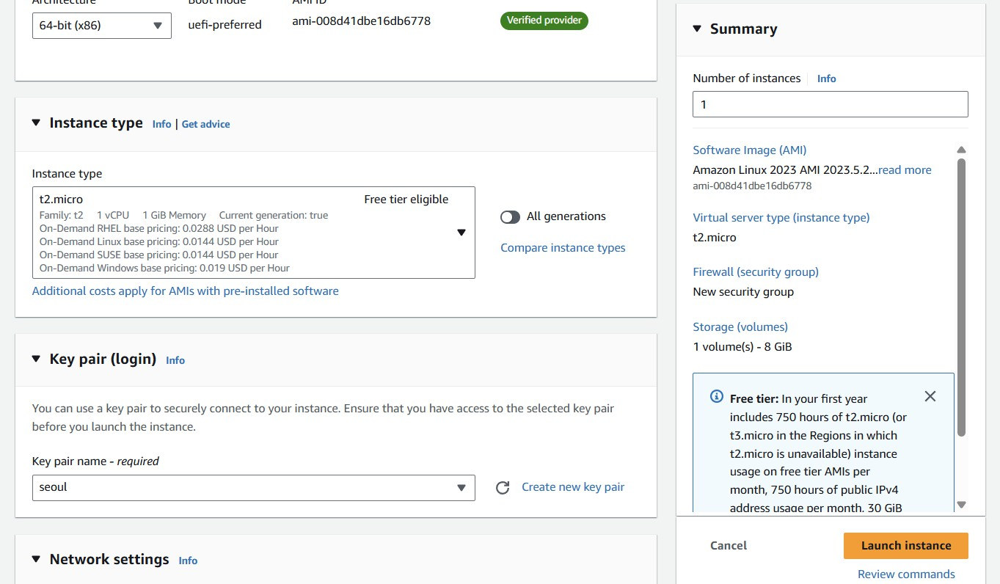 Architecture
Boot mode
AMI ID
64-bit (x86)
uefi-preferred
ami-008d41dbe16db6778
Verified provider
Instance type
Info | Get advice
Instance type
t2.micro
Free tier eligible
Family: t2 1 vCPU 1 GiB Memory Current generation: true
On-Demand RHEL base pricing: 0.0288 USD per Hour
On-Demand Linux base pricing: 0.0144 USD per Hour
On-Demand SUSE base pricing: 0.0144 USD per Hour
On-Demand Windows base pricing: 0.019 USD per Hour
All generations
Compare instance types
Additional costs apply for AMIs with pre-installed software
Key pair (login)
Info
You can use a key pair to securely connect to your instance. Ensure that you have access to the selected key pair
before you launch the instance.
Key pair name - required
seoul
Create new key pair
Network settings
Info
Summary
Number of instances
Info
1
Software Image (AMI)
Amazon Linux 2023 AMI 2023.5.2...read more
ami-008d41dbe16db6778
Virtual server type (instance type)
t2.micro
Firewall (security group)
New security group
Storage (volumes)
1 volume(s) - 8 GiB
Free tier: In your first year
includes 750 hours of t2.micro (or
t3.micro in the Regions in which
t2.micro is unavailable) instance
usage on free tier AMIs per
month, 750 hours of public IPv4
address usage per month, 30 GiB
Cancel
Launch instance
Review commands